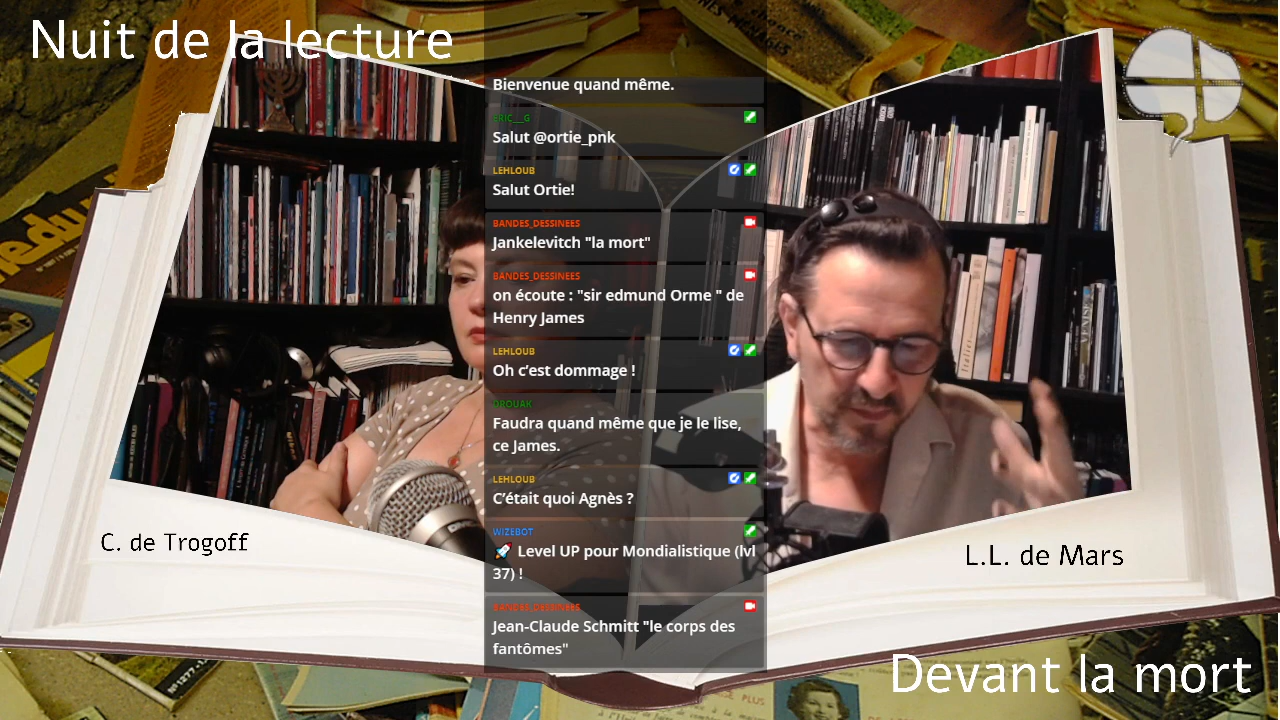 Nuit de la lecture
Bienvenue quand même.
ERIC__G
Salut @ortie_pnk
LEHLOUB
Salut Ortie!
BANDES_DESSINEES
Jankelevitch "la mort"
BANDES_DESSINEES
on écoute : "sir edmund Orme " de
Henry James
LEHLOUB
Oh c'est dommage !
Faudra quand même que je le lise,
ce James.
LEHLOUB
C'était quoi Agnès ?
WIZEBOT
🚀 Level UP pour Mondialistique (lvl
37) !
BANDES_DESSINEES
Jean-Claude Schmitt "le corps des
fantômes"
C. de Trogoff
L.L. de Mars
Devant la mort